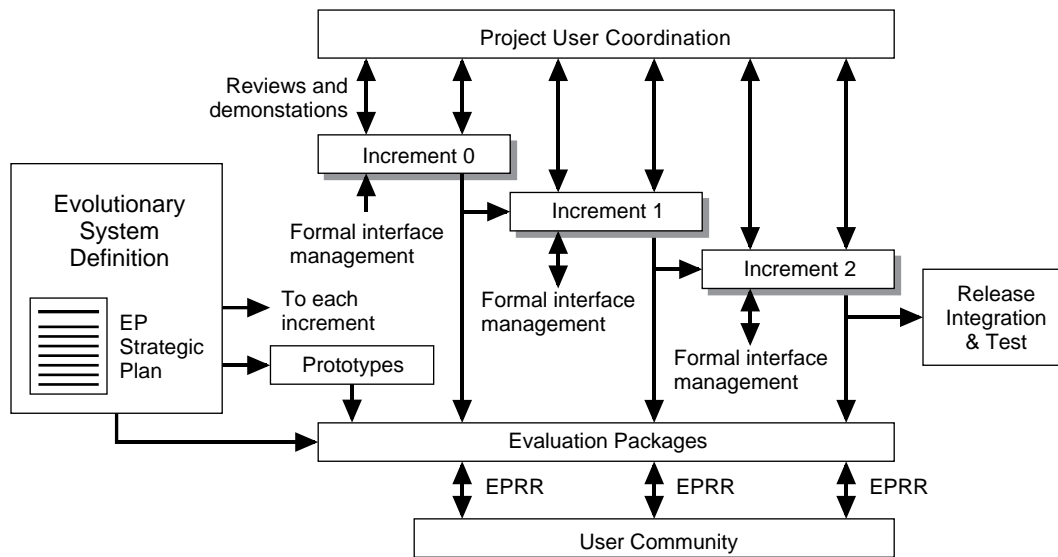 Project User Coordination
Reviews and
demonstations
Increment 0
Evolutionary
System
Definition
Formal interface
management
Increment 1
Increment 2
Formal interface
management
To each
increment
EP
Strategic
Plan
Prototypes
Formal interface
management
Release
Integration
& Test
Evaluation Packages
EPRR
EPRR
EPRR
User Community